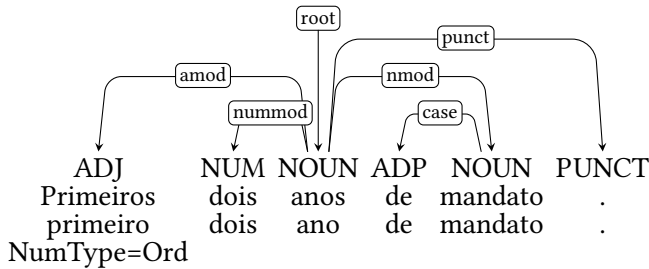 root
punct
amod nmod
nummod case
ADJ NUM NOUN ADP NOUN PUNCT
Primeiros dois anos de mandato .
primeiro dois ano de mandato .
NumType=Ord